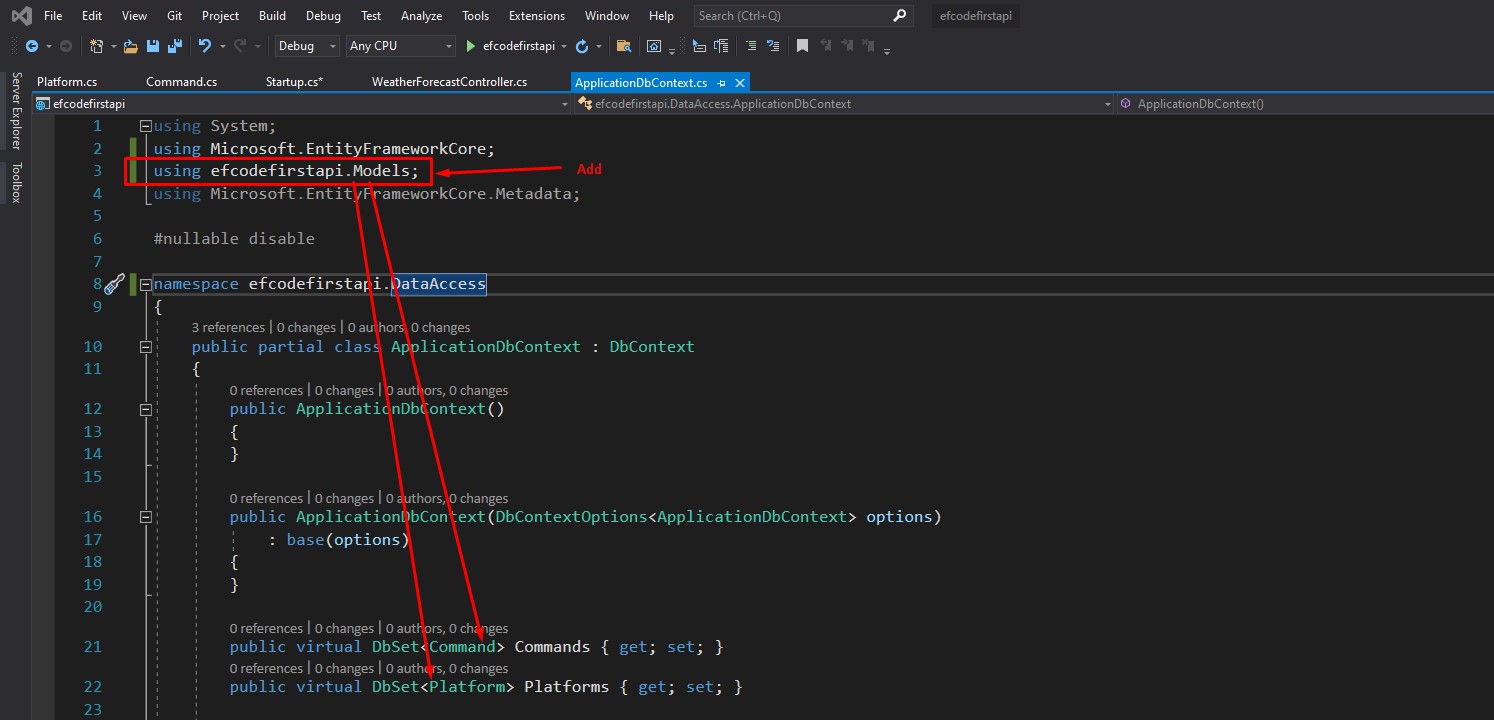 File Edit View Git Project Build Debug Test Analyze Tools Extensions Window Help Search (Ctrl+Q) efcodefirstapi
Debug Any CPU efcodefirstapi
Platform.cs Command.cs Startup.cs* WeatherForecastController.cs ApplicationDbContext.cs
efcodefirstapi efcodefirstapi.DataAccess.ApplicationDbContext ApplicationDbContext()
Server Explorer
Toolbox
1 using System;
2 using Microsoft.EntityFrameworkCore;
3 using efcodefirstapi.Models; Add
4 using Microsoft.EntityFrameworkCore.Metadata;
5
6 #nullable disable
7
8 namespace efcodefirstapi.DataAccess
9 {
3 references | 0 changes | 0 authors, 0 changes
10 public partial class ApplicationDbContext : DbContext
11 {
0 references | 0 changes | 0 authors, 0 changes
12 public ApplicationDbContext()
13 {
14 }
15
0 references | 0 changes | 0 authors, 0 changes
16 public ApplicationDbContext(DbContextOptions<ApplicationDbContext> options)
17 : base(options)
18 {
19 }
20
0 references | 0 changes | 0 authors, 0 changes
21 public virtual DbSet<Command> Commands { get; set; }
0 references | 0 changes | 0 authors, 0 changes
22 public virtual DbSet<Platform> Platforms { get; set; }
23